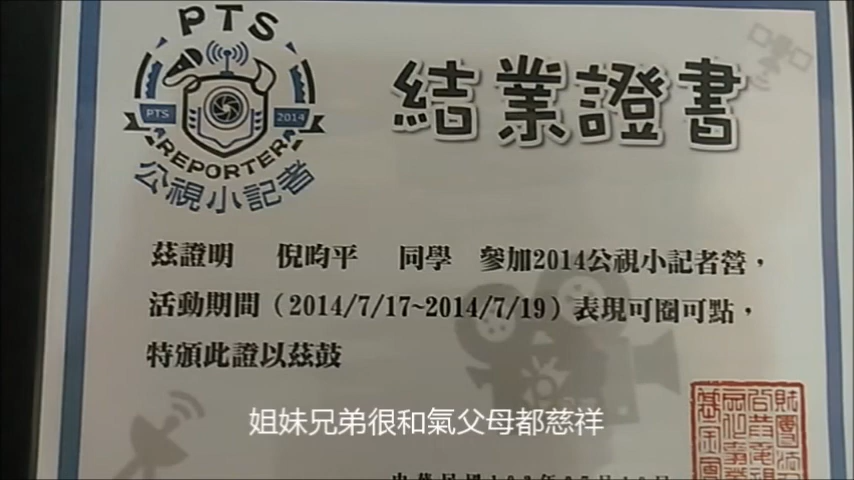 PTS
PTS 2014
REPORTER
公視小記者
結業證書
茲證明 倪昀平 同學 參加2014公視小記者營，
活動期間（2014/7/17~2014/7/19）表現可圈可點，
特頒此證以茲鼓
姐妹兄弟很和氣父母都慈祥